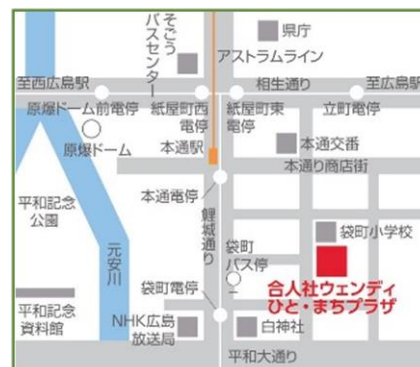 県庁
そごう
バスセンター
アストラムライン
至西広島駅
相生通り
至広島駅
原爆ドーム前電停
紙屋町西
電停
紙屋町東
電停
立町電停
原爆ドーム
本通駅
本通交番
本通り商店街
平和記念
公園
本通電停
鯉城通り
袋町小学校
元安川
袋町
バス停
合人社ウェンディ
ひと・まちプラザ
袋町電停
平和記念
資料館
NHK広島
放送局
白神社
平和大通り